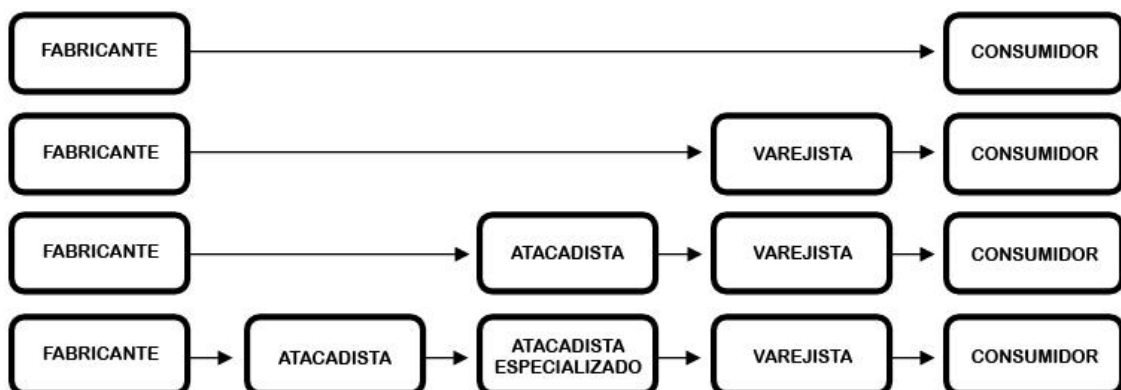 FABRICANTE
CONSUMIDOR
FABRICANTE
VAREJISTA
CONSUMIDOR
FABRICANTE
ATACADISTA
VAREJISTA
CONSUMIDOR
FABRICANTE
ATACADISTA
ATACADISTA
ESPECIALIZADO
VAREJISTA
CONSUMIDOR